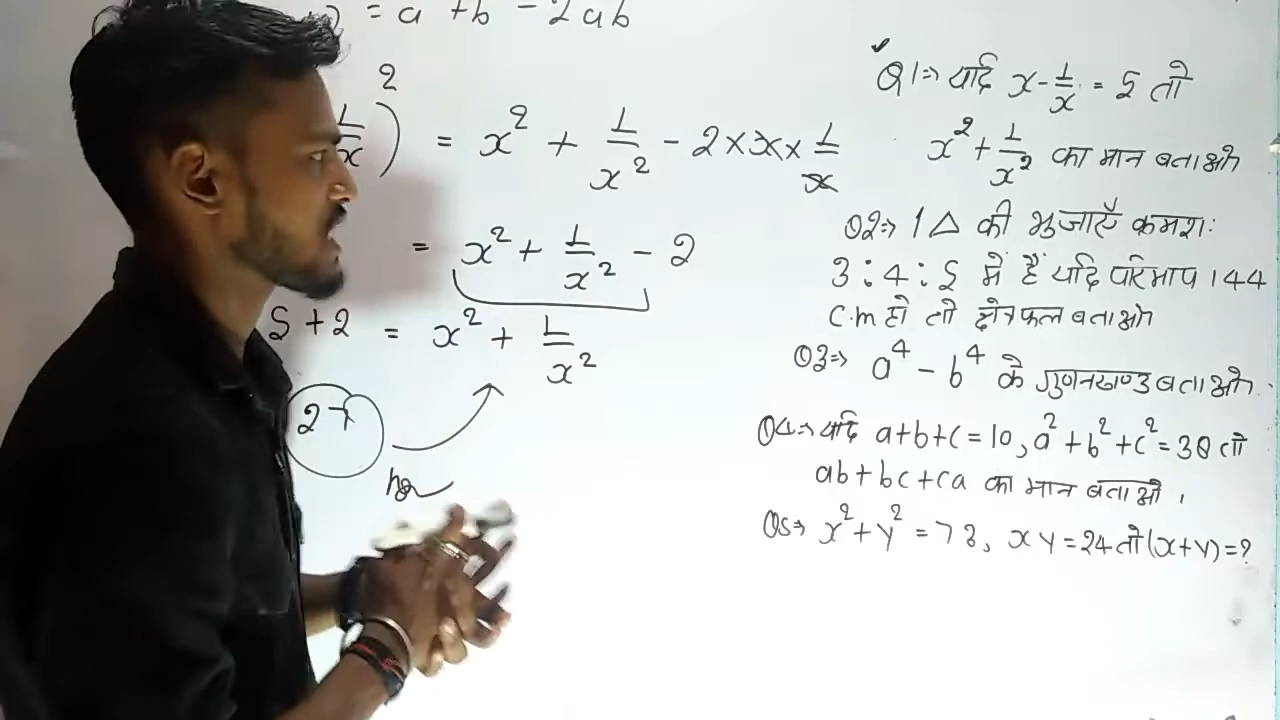 = a + b - 2ab
1/x)² = x² + 1/x² - 2 × x × 1/x
= x² + 1/x² - 2
5 + 2 = x² + 1/x²
27
Q1⇒ यदि x - 1/x = 5 तो
x² + 1/x² का मान बताओ
Q2⇒ 1 △ की भुजाएँ क्रमशः
3 : 4 : 5 में हैं यदि परिमाप 144
c.m हो तो क्षेत्रफल बताओ
Q3⇒ a⁴ - b⁴ के गुणनखण्ड बताओ
Q4⇒ यदि a+b+c=10, a²+b²+c²=38 तो
ab+bc+ca का मान बताओ ।
Q5⇒ x²+y² = 73, xy=24 तो (x+y)=?